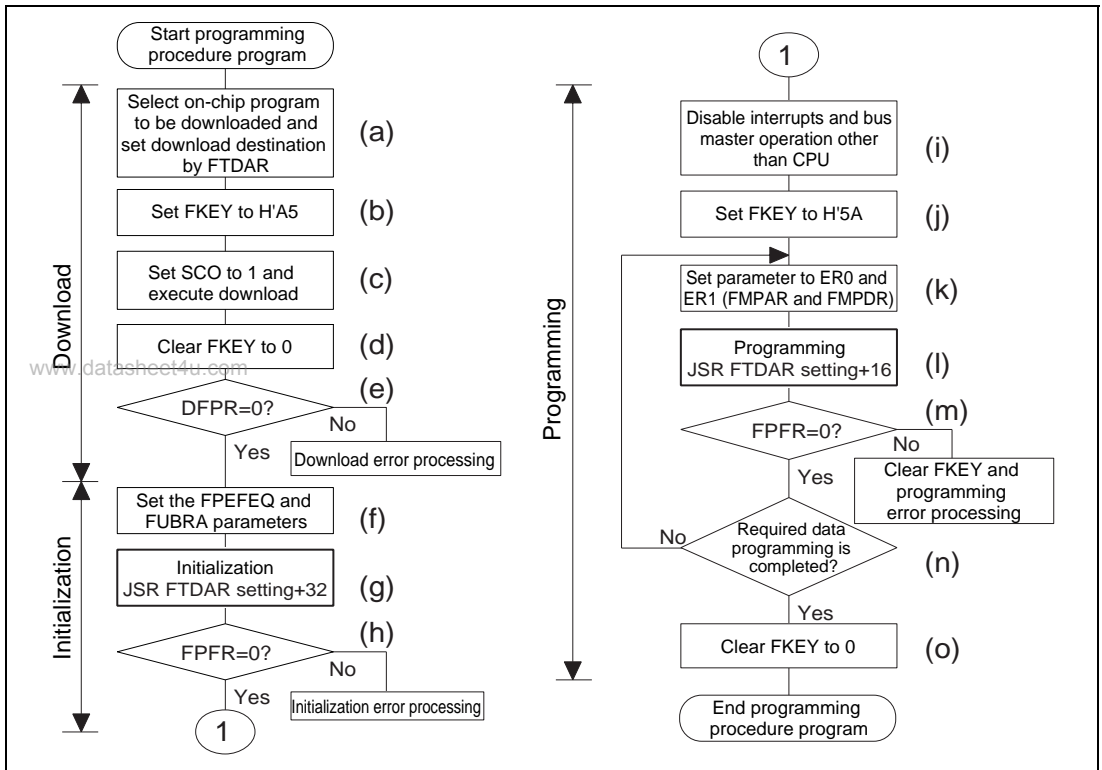 Start programming
procedure program
Download
Select on-chip program
to be downloaded and
set download destination
by FTDAR
(a)
Set FKEY to H'A5
(b)
Set SCO to 1 and
execute download
(c)
Clear FKEY to 0
(d)
www.datasheet4u.com
(e)
DFPR=0?
No
Yes
Download error processing
Initialization
Set the FPEFEQ and
FUBRA parameters
(f)
Initialization
JSR FTDAR setting+32
(g)
(h)
FPFR=0?
No
Yes
Initialization error processing
1
1
Programming
Disable interrupts and bus
master operation other
than CPU
(i)
Set FKEY to H'5A
(j)
Set parameter to ER0 and
ER1 (FMPAR and FMPDR)
(k)
Programming
JSR FTDAR setting+16
(l)
(m)
FPFR=0?
No
Yes
Clear FKEY and
programming
error processing
No
Required data
programming is
completed?
(n)
Yes
Clear FKEY to 0
(o)
End programming
procedure program